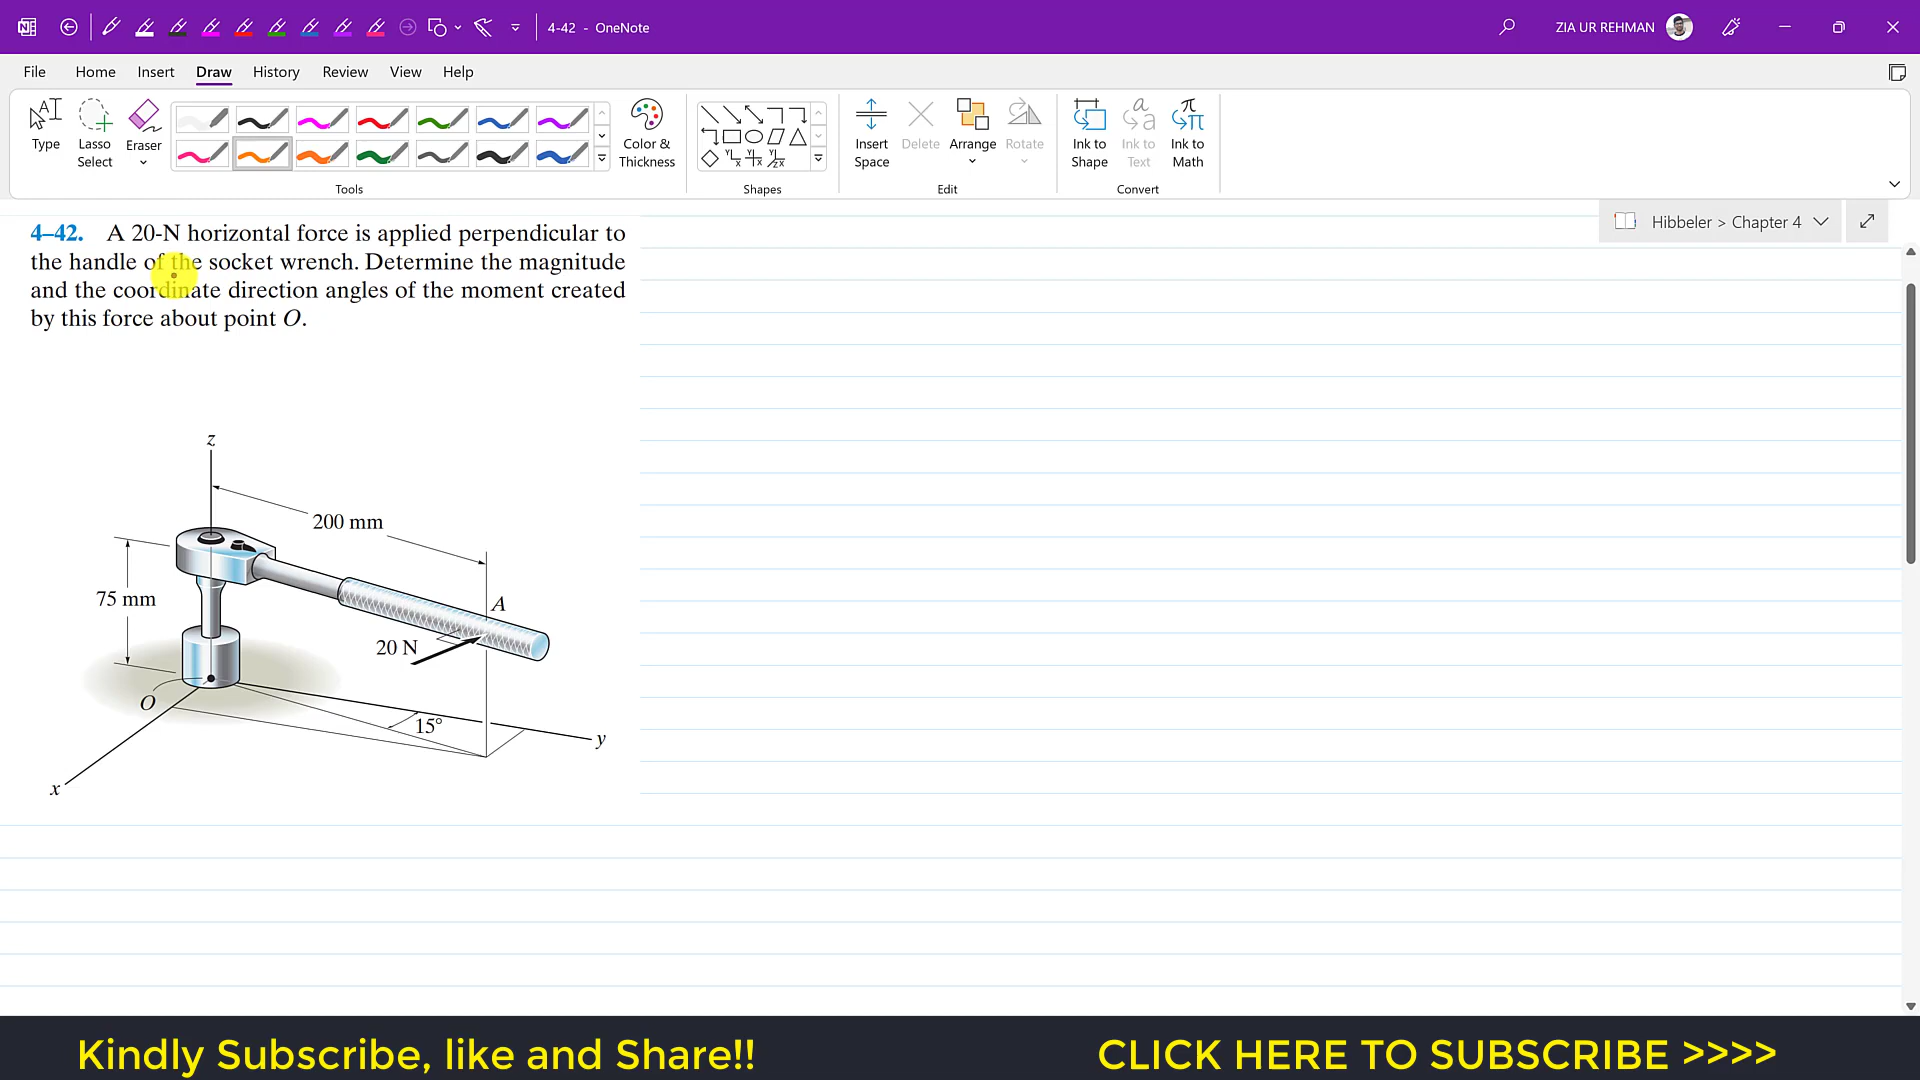 4-42 - OneNote
ZIA UR REHMAN
File
Home
Insert
Draw
History
Review
View
Help
Type
Lasso
Select
Eraser
Color &
Thickness
Insert
Space
Delete
Arrange
Rotate
Ink to
Shape
Ink to
Text
Ink to
Math
Tools
Shapes
Edit
Convert
Hibbeler > Chapter 4
4–42. A 20-N horizontal force is applied perpendicular to
the handle of the socket wrench. Determine the magnitude
and the coordinate direction angles of the moment created
by this force about point O.
z
200 mm
75 mm
A
20 N
O
15°
y
x
Kindly Subscribe, like and Share!!
CLICK HERE TO SUBSCRIBE >>>>